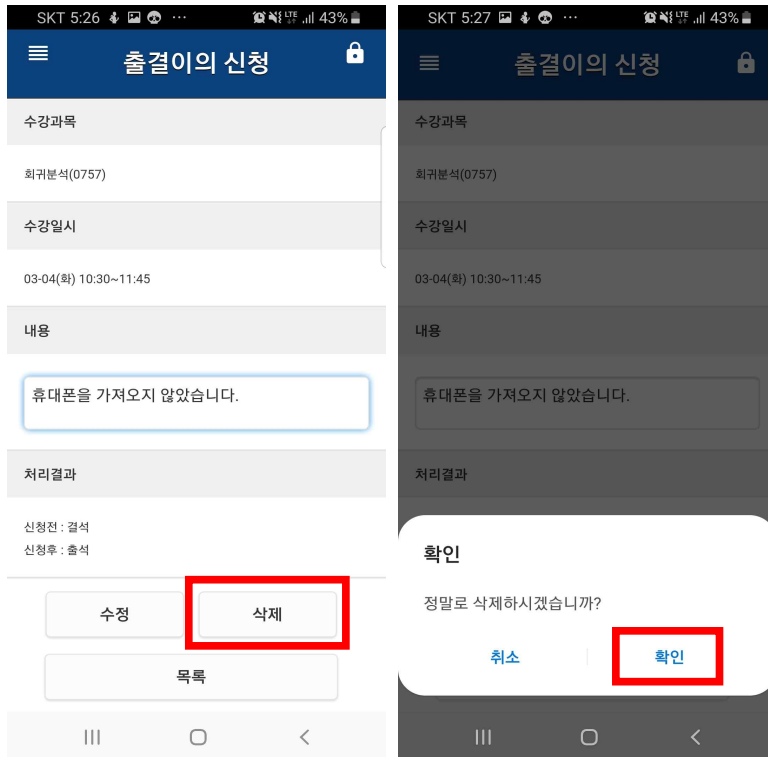 SKT 5:26 ··· LTE 43%
출결이의 신청
수강과목
회귀분석(0757)
수강일시
03-04(화) 10:30~11:45
내용
휴대폰을 가져오지 않았습니다.
처리결과
신청전 : 결석
신청후 : 출석
수정 삭제
목록
SKT 5:27 ··· LTE 43%
출결이의 신청
수강과목
회귀분석(0757)
수강일시
03-04(화) 10:30~11:45
내용
휴대폰을 가져오지 않았습니다.
처리결과
확인
정말로 삭제하시겠습니까?
취소 확인